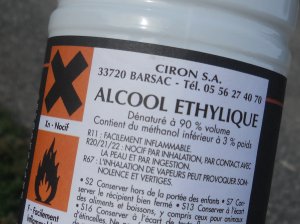 CIRON S.A.
33720 BARSAC - Tél. 05 56 27 40 70
ALCOOL ETHYLIQUE
Dénaturé à 90 % volume
Contient du méthanol inférieur à 3 % poids
Xn - Nocif
R11 : FACILEMENT INFLAMMABLE.
R20/21/22 : NOCIF PAR INHALATION, PAR CONTACT AVEC
LA PEAU ET PAR INGESTION.
R67 : L'INHALATION DE VAPEURS PEUT PROVOQUER SOM-
NOLENCE ET VERTIGES.
• S2 Conserver hors de la portée des enfants • S7 Con-
server le récipient bien fermé • S13 Conserver à l'écart
des aliments et boissons, y compris ceux pour animaux
• S16 Conserver à l'écart
d'étincelles. Ne
F - Facilement